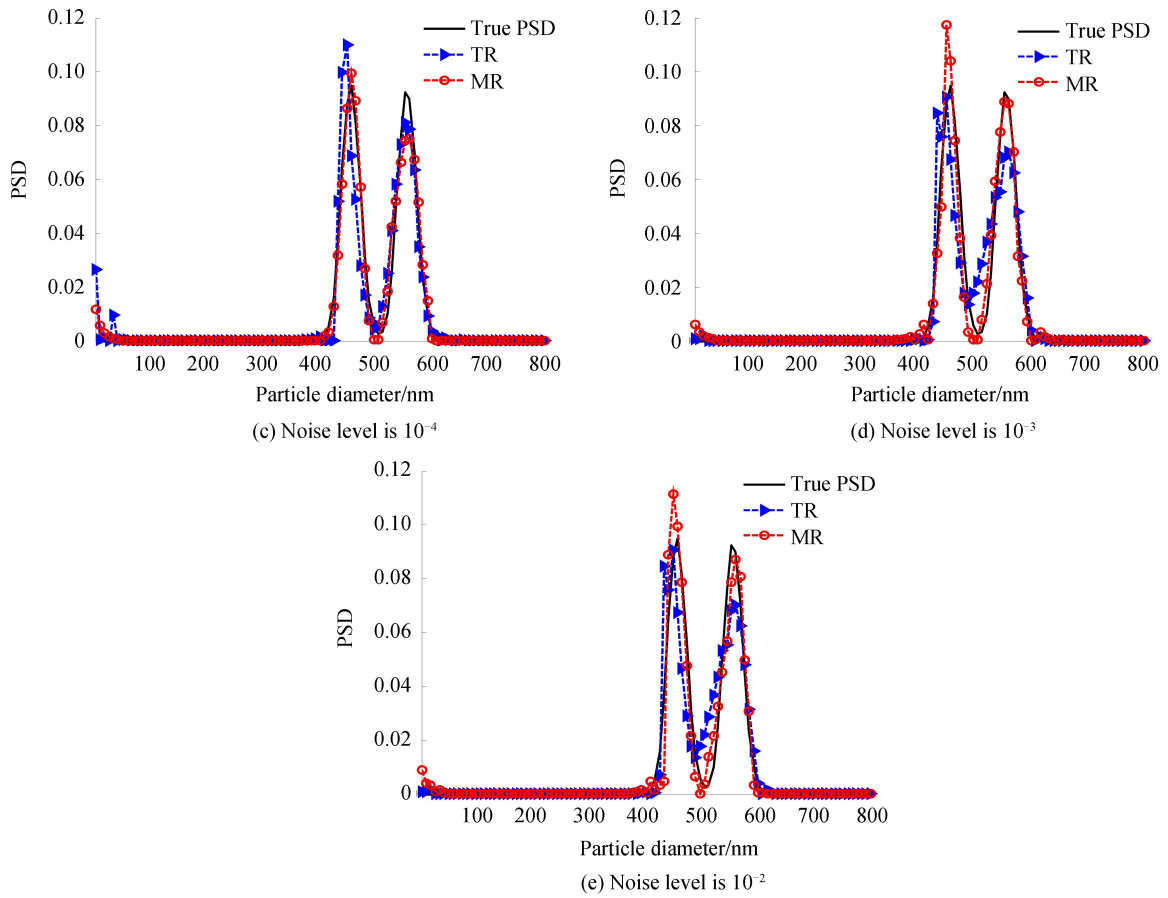 0.12
0.10
0.08
0.06
0.04
0.02
0
PSD
True PSD
TR
MR
100 200 300 400 500 600 700 800
Particle diameter/nm
(c) Noise level is 10⁻⁴
0.12
0.10
0.08
0.06
0.04
0.02
0
PSD
True PSD
TR
MR
100 200 300 400 500 600 700 800
Particle diameter/nm
(d) Noise level is 10⁻³
0.12
0.10
0.08
0.06
0.04
0.02
0
PSD
True PSD
TR
MR
100 200 300 400 500 600 700 800
Particle diameter/nm
(e) Noise level is 10⁻²